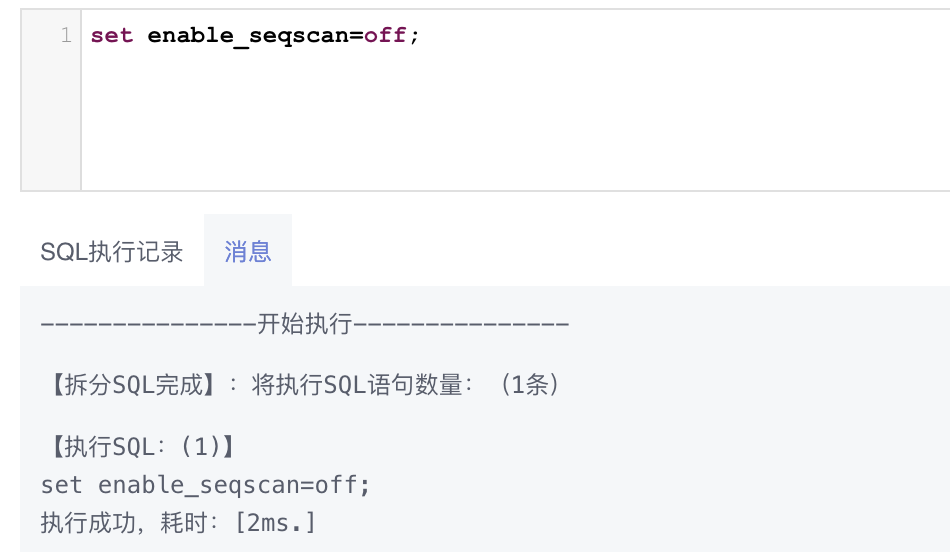 1 set enable_seqscan=off;
SQL执行记录 消息
---------------开始执行---------------
【拆分SQL完成】：将执行SQL语句数量：（1条）
【执行SQL：(1)】
set enable_seqscan=off;
执行成功，耗时：[2ms.]